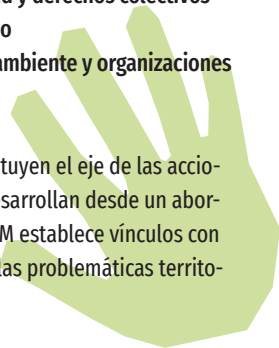 y derechos colectivos
o
ambiente y organizaciones
tuyen el eje de las accio-
sarrollan desde un abor-
M establece vínculos con
las problemáticas territo-